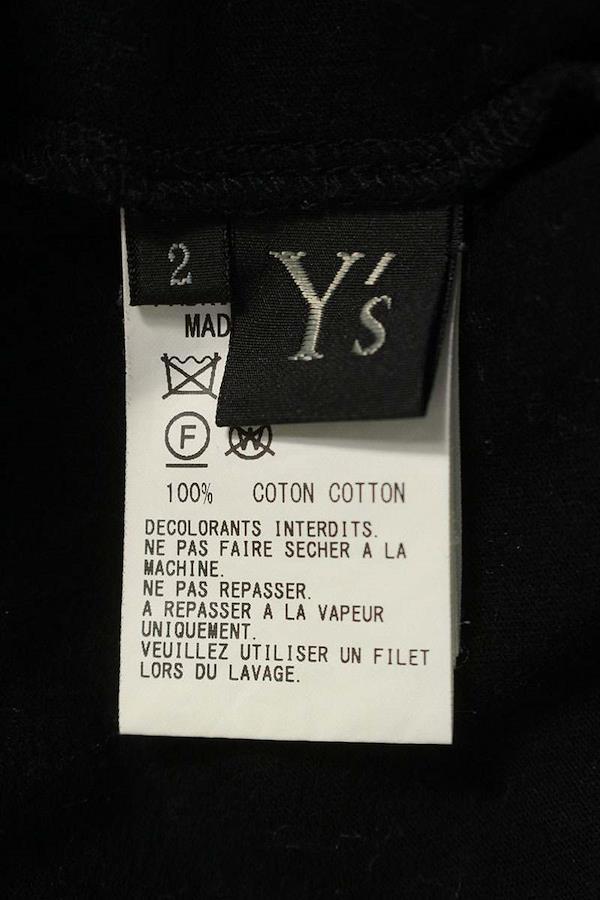 2
Y's
MAD
F
W
100% COTON COTTON
DECOLORANTS INTERDITS.
NE PAS FAIRE SECHER A LA
MACHINE.
NE PAS REPASSER.
A REPASSER A LA VAPEUR
UNIQUEMENT.
VEUILLEZ UTILISER UN FILET
LORS DU LAVAGE.